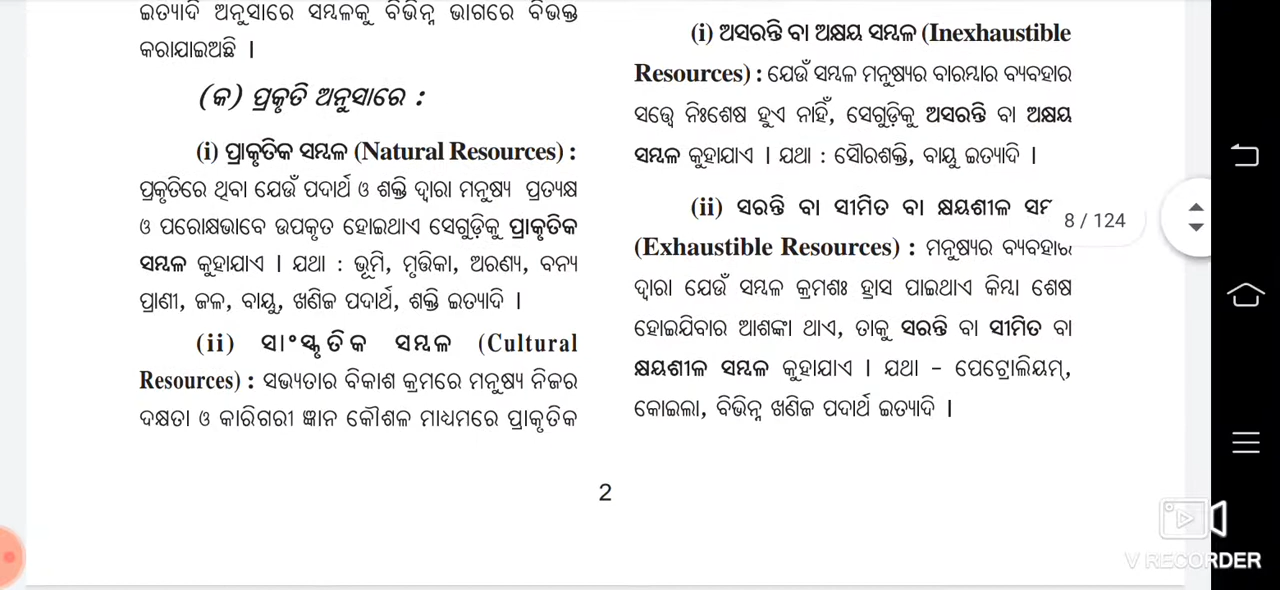 ଇତ୍ୟାଦି ଅନୁସାରେ ସମ୍ବଳକୁ ବିଭିନ୍ନ ଭାଗରେ ବିଭକ୍ତ
କରାଯାଇଅଛି ।
(କ) ପ୍ରକୃତି ଅନୁସାରେ :
(i) ପ୍ରାକୃତିକ ସମ୍ବଳ (Natural Resources) :
ପ୍ରକୃତିରେ ଥିବା ଯେଉଁ ପଦାର୍ଥ ଓ ଶକ୍ତି ଦ୍ୱାରା ମନୁଷ୍ୟ ପ୍ରତ୍ୟକ୍ଷ
ଓ ପରୋକ୍ଷଭାବେ ଉପକୃତ ହୋଇଥାଏ ସେଗୁଡ଼ିକୁ ପ୍ରାକୃତିକ
ସମ୍ବଳ କୁହାଯାଏ । ଯଥା : ଭୂମି, ମୃତ୍ତିକା, ଅରଣ୍ୟ, ବନ୍ୟ
ପ୍ରାଣୀ, ଜଳ, ବାୟୁ, ଖଣିଜ ପଦାର୍ଥ, ଶକ୍ତି ଇତ୍ୟାଦି ।
(ii) ସାଂସ୍କୃତିକ ସମ୍ବଳ (Cultural
Resources) : ସଭ୍ୟତାର ବିକାଶ କ୍ରମରେ ମନୁଷ୍ୟ ନିଜର
ଦକ୍ଷତା ଓ କାରିଗରୀ ଜ୍ଞାନ କୌଶଳ ମାଧ୍ୟମରେ ପ୍ରାକୃତିକ
(i) ଅସରନ୍ତି ବା ଅକ୍ଷୟ ସମ୍ବଳ (Inexhaustible
Resources) : ଯେଉଁ ସମ୍ବଳ ମନୁଷ୍ୟର ବାରମ୍ବାର ବ୍ୟବହାର
ସତ୍ତ୍ୱେ ନିଃଶେଷ ହୁଏ ନାହିଁ, ସେଗୁଡ଼ିକୁ ଅସରନ୍ତି ବା ଅକ୍ଷୟ
ସମ୍ବଳ କୁହାଯାଏ । ଯଥା : ସୌରଶକ୍ତି, ବାୟୁ ଇତ୍ୟାଦି ।
(ii) ସରନ୍ତି ବା ସୀମିତ ବା କ୍ଷୟଶୀଳ
(Exhaustible Resources) : ମନୁଷ୍ୟର ବ୍ୟବହାର
ଦ୍ୱାରା ଯେଉଁ ସମ୍ବଳ କ୍ରମଶଃ ହ୍ରାସ ପାଇଥାଏ କିମ୍ବା ଶେଷ
ହୋଇଯିବାର ଆଶଙ୍କା ଥାଏ, ତାକୁ ସରନ୍ତି ବା ସୀମିତ ବା
କ୍ଷୟଶୀଳ ସମ୍ବଳ କୁହାଯାଏ । ଯଥା – ପେଟ୍ରୋଲିୟମ୍,
କୋଇଲା, ବିଭିନ୍ନ ଖଣିଜ ପଦାର୍ଥ ଇତ୍ୟାଦି ।
8 / 124
2
V RECORDER